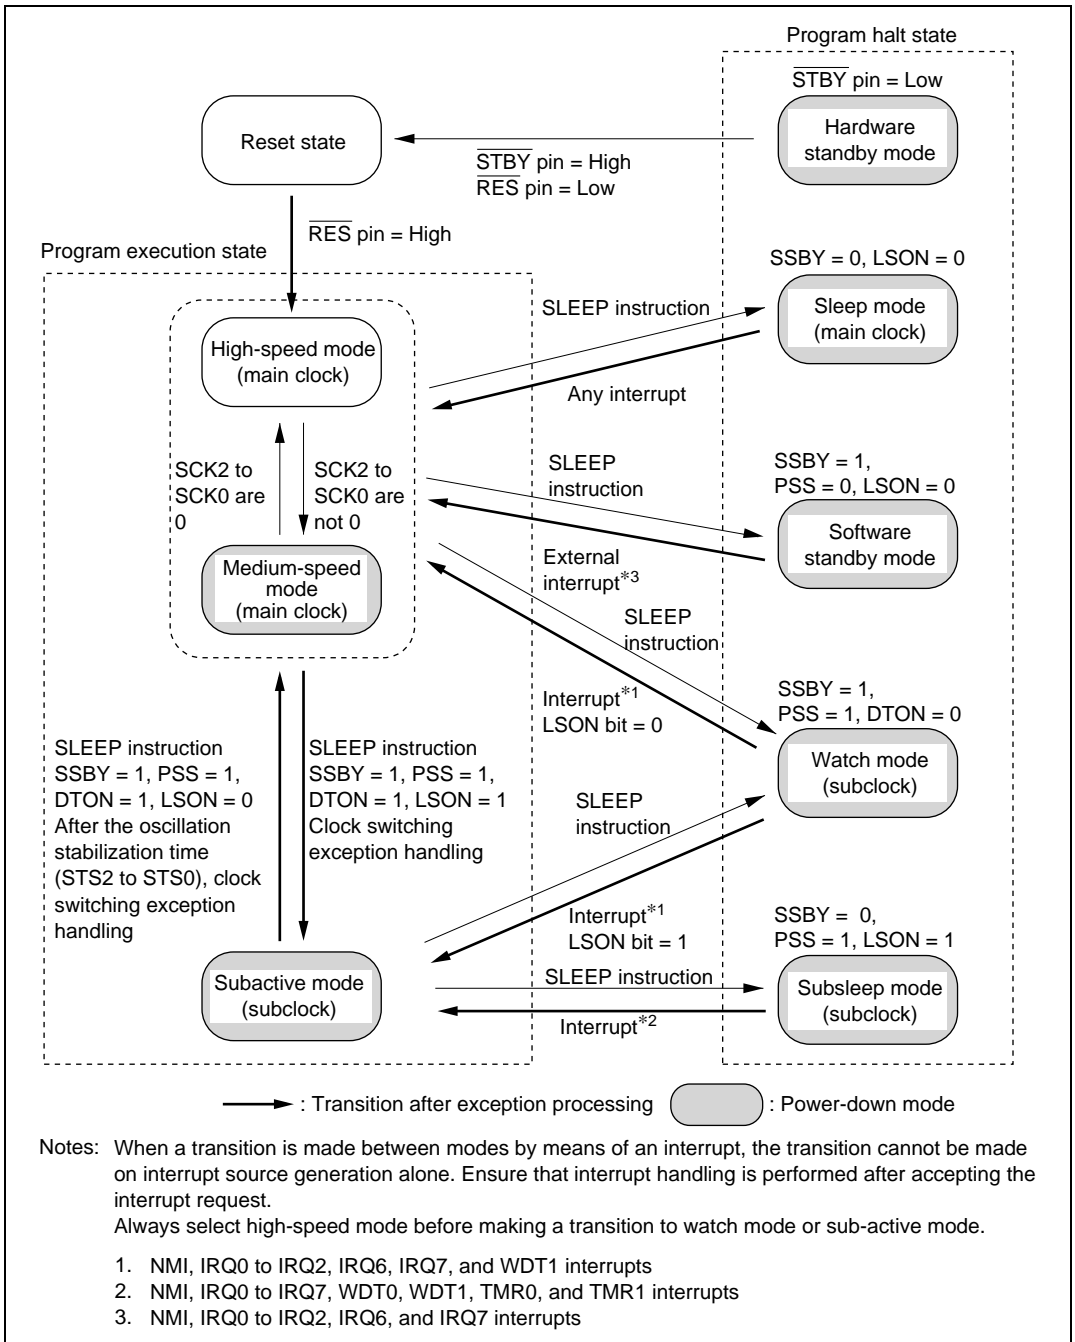 Program halt state
STBY pin = Low
Reset state
Hardware
standby mode
STBY pin = High
RES pin = Low
RES pin = High
Program execution state
SSBY = 0, LSON = 0
SLEEP instruction
Sleep mode
(main clock)
High-speed mode
(main clock)
Any interrupt
SCK2 to
SCK0 are
0
SCK2 to
SCK0 are
not 0
SLEEP
instruction
SSBY = 1,
PSS = 0, LSON = 0
Software
standby mode
External
interrupt*3
Medium-speed
mode
(main clock)
SLEEP
instruction
Interrupt*1
LSON bit = 0
SSBY = 1,
PSS = 1, DTON = 0
Watch mode
(subclock)
SLEEP instruction
SSBY = 1, PSS = 1,
DTON = 1, LSON = 0
After the oscillation
stabilization time
(STS2 to STS0), clock
switching exception
handling
SLEEP instruction
SSBY = 1, PSS = 1,
DTON = 1, LSON = 1
Clock switching
exception handling
SLEEP
instruction
Interrupt*1
LSON bit = 1
SSBY = 0,
PSS = 1, LSON = 1
Subactive mode
(subclock)
SLEEP instruction
Subsleep mode
(subclock)
Interrupt*2
: Transition after exception processing
: Power-down mode
Notes: When a transition is made between modes by means of an interrupt, the transition cannot be made
on interrupt source generation alone. Ensure that interrupt handling is performed after accepting the
interrupt request.
Always select high-speed mode before making a transition to watch mode or sub-active mode.
1. NMI, IRQ0 to IRQ2, IRQ6, IRQ7, and WDT1 interrupts
2. NMI, IRQ0 to IRQ7, WDT0, WDT1, TMR0, and TMR1 interrupts
3. NMI, IRQ0 to IRQ2, IRQ6, and IRQ7 interrupts